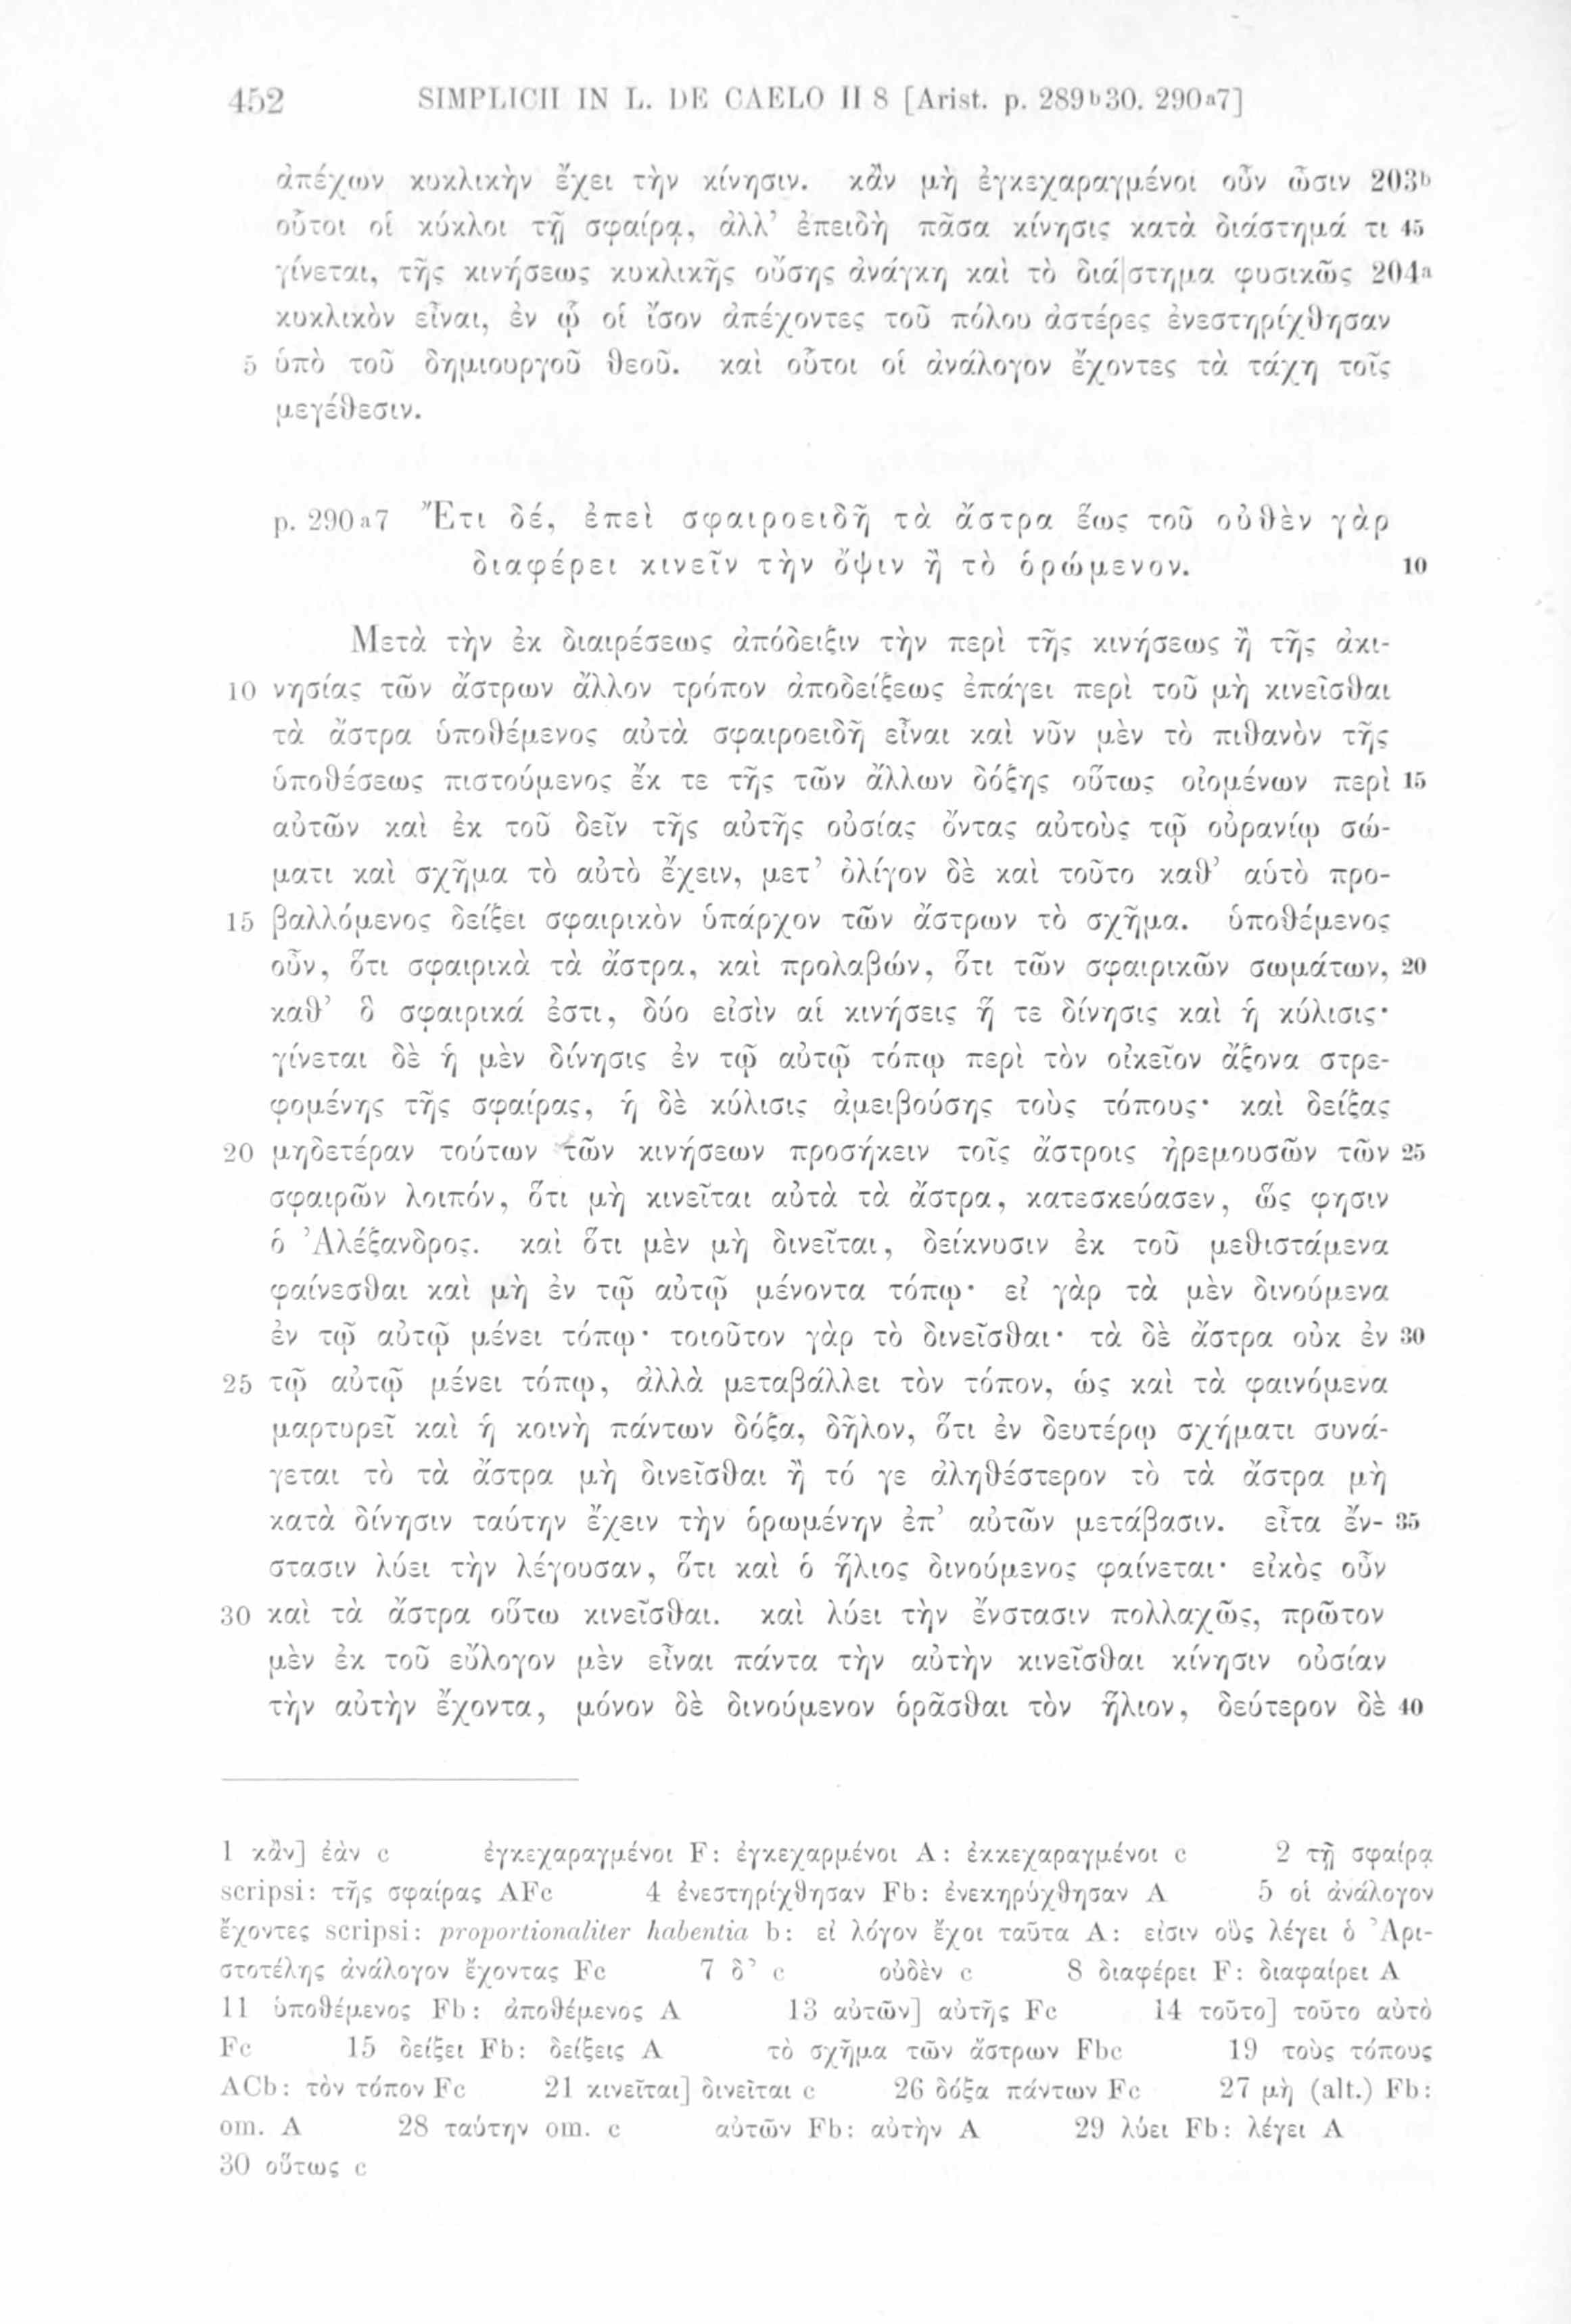 452 SIMPLICII IN L. DE CAELO II 8 [Arist. p. 289b30. 290a7]
ἀπέχων κυκλικὴν ἔχει τὴν κίνησιν. κἂν μὴ ἐγκεχαραγμένοι οὖν ὦσιν 203b
οὗτοι οἱ κύκλοι τῇ σφαίρᾳ, ἀλλ’ ἐπειδὴ πᾶσα κίνησις κατὰ διάστημά τι 45
γίνεται, τῆς κινήσεως κυκλικῆς οὔσης ἀνάγκη καὶ τὸ διά|στημα φυσικῶς 204a
κυκλικὸν εἶναι, ἐν ᾧ οἱ ἴσον ἀπέχοντες τοῦ πόλου ἀστέρες ἐνεστηρίχθησαν
5 ὑπὸ τοῦ δημιουργοῦ θεοῦ. καὶ οὗτοι οἱ ἀνάλογον ἔχοντες τὰ τάχη τοῖς
μεγέθεσιν.
p. 290a7 Ἔτι δέ, ἐπεὶ σφαιροειδῆ τὰ ἄστρα ἕως τοῦ οὐθὲν γὰρ
διαφέρει κινεῖν τὴν ὄψιν ἢ τὸ ὁρώμενον. 10
Μετὰ τὴν ἐκ διαιρέσεως ἀπόδειξιν τὴν περὶ τῆς κινήσεως ἢ τῆς ἀκι-
10 νησίας τῶν ἄστρων ἄλλον τρόπον ἀποδείξεως ἐπάγει περὶ τοῦ μὴ κινεῖσθαι
τὰ ἄστρα ὑποθέμενος αὐτὰ σφαιροειδῆ εἶναι καὶ νῦν μὲν τὸ πιθανὸν τῆς
ὑποθέσεως πιστούμενος ἔκ τε τῆς τῶν ἄλλων δόξης οὕτως οἰομένων περὶ 15
αὐτῶν καὶ ἐκ τοῦ δεῖν τῆς αὐτῆς οὐσίας ὄντας αὐτοὺς τῷ οὐρανίῳ σώ-
ματι καὶ σχῆμα τὸ αὐτὸ ἔχειν, μετ’ ὀλίγον δὲ καὶ τοῦτο καθ’ αὑτὸ προ-
15 βαλλόμενος δείξει σφαιρικὸν ὑπάρχον τῶν ἄστρων τὸ σχῆμα. ὑποθέμενος
οὖν, ὅτι σφαιρικὰ τὰ ἄστρα, καὶ προλαβών, ὅτι τῶν σφαιρικῶν σωμάτων, 20
καθ’ ὃ σφαιρικά ἐστι, δύο εἰσὶν αἱ κινήσεις ἥ τε δίνησις καὶ ἡ κύλισις·
γίνεται δὲ ἡ μὲν δίνησις ἐν τῷ αὐτῷ τόπῳ περὶ τὸν οἰκεῖον ἄξονα στρε-
φομένης τῆς σφαίρας, ἡ δὲ κύλισις ἀμειβούσης τοὺς τόπους· καὶ δείξας
20 μηδετέραν τούτων τῶν κινήσεων προσήκειν τοῖς ἄστροις ἠρεμουσῶν τῶν 25
σφαιρῶν λοιπόν, ὅτι μὴ κινεῖται αὐτὰ τὰ ἄστρα, κατεσκεύασεν, ὥς φησιν
ὁ Ἀλέξανδρος. καὶ ὅτι μὲν μὴ δινεῖται, δείκνυσιν ἐκ τοῦ μεθιστάμενα
φαίνεσθαι καὶ μὴ ἐν τῷ αὐτῷ μένοντα τόπῳ· εἰ γὰρ τὰ μὲν δινούμενα
ἐν τῷ αὐτῷ μένει τόπῳ· τοιοῦτον γὰρ τὸ δινεῖσθαι· τὰ δὲ ἄστρα οὐκ ἐν 30
25 τῷ αὐτῷ μένει τόπῳ, ἀλλὰ μεταβάλλει τὸν τόπον, ὡς καὶ τὰ φαινόμενα
μαρτυρεῖ καὶ ἡ κοινὴ πάντων δόξα, δῆλον, ὅτι ἐν δευτέρῳ σχήματι συνά-
γεται τὸ τὰ ἄστρα μὴ δινεῖσθαι ἢ τό γε ἀληθέστερον τὸ τὰ ἄστρα μὴ
κατὰ δίνησιν ταύτην ἔχειν τὴν ὁρωμένην ἐπ’ αὐτῶν μετάβασιν. εἶτα ἔν- 35
στασιν λύει τὴν λέγουσαν, ὅτι καὶ ὁ ἥλιος δινούμενος φαίνεται· εἰκὸς οὖν
30 καὶ τὰ ἄστρα οὕτω κινεῖσθαι. καὶ λύει τὴν ἔνστασιν πολλαχῶς, πρῶτον
μὲν ἐκ τοῦ εὔλογον μὲν εἶναι πάντα τὴν αὐτὴν κινεῖσθαι κίνησιν οὐσίαν
τὴν αὐτὴν ἔχοντα, μόνον δὲ δινούμενον ὁρᾶσθαι τὸν ἥλιον, δεύτερον δὲ 40
1 κἂν] ἐὰν c ἐγκεχαραγμένοι F: ἐγκεχαρμένοι A: ἐκκεχαραγμένοι c 2 τῇ σφαίρᾳ
scripsi: τῆς σφαίρας AFc 4 ἐνεστηρίχθησαν Fb: ἐνεκηρύχθησαν A 5 οἱ ἀνάλογον
ἔχοντες scripsi: proportionaliter habentia b: εἰ λόγον ἔχοι ταῦτα A: εἰσιν οὓς λέγει ὁ Ἀρι-
στοτέλης ἀνάλογον ἔχοντας Fc 7 δ’ c οὐδὲν c 8 διαφέρει F: διαφαίρει A
11 ὑποθέμενος Fb: ἀποθέμενος A 13 αὐτῶν] αὐτῆς Fc 14 τοῦτο] τοῦτο αὐτὸ
Fc 15 δείξει Fb: δείξεις A τὸ σχῆμα τῶν ἄστρων Fbc 19 τοὺς τόπους
ACb: τὸν τόπον Fc 21 κινεῖται] δινεῖται c 26 δόξα πάντων Fc 27 μὴ (alt.) Fb:
om. A 28 ταύτην om. c αὐτῶν Fb: αὐτὴν A 29 λύει Fb: λέγει A
30 οὕτως c